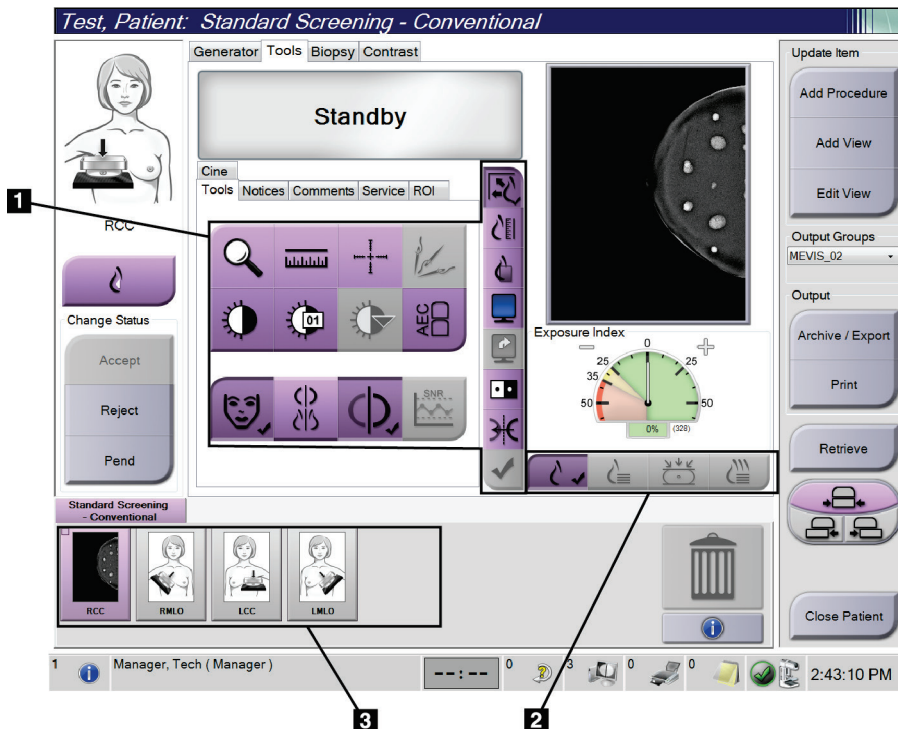 Test, Patient: Standard Screening - Conventional
Generator Tools Biopsy Contrast
Standby
Cine
Tools Notices Comments Service ROI
1
RCC
01
AEC
SNR
Change Status
Accept
Reject
Pend
Exposure Index
0
25
25
35
50
50
0% (328)
Update Item
Add Procedure
Add View
Edit View
Output Groups
MEVIS_02
Output
Archive / Export
Print
Retrieve
Close Patient
Standard Screening
- Conventional
RCC RMLO LCC LMLO
1 Manager, Tech ( Manager ) --:-- 0 3 0 0 2:43:10 PM
3 2